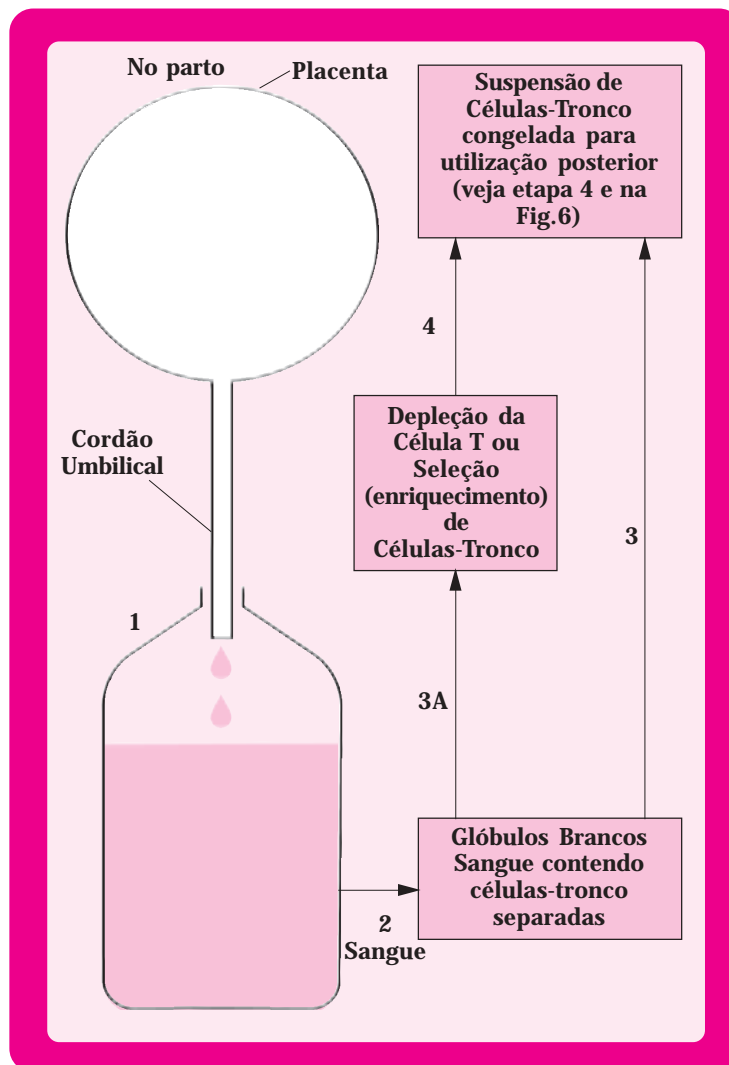 No parto
Placenta
Suspensão de
Células-Tronco
congelada para
utilização posterior
(veja etapa 4 e na
Fig.6)
4
Depleção da
Célula T ou
Seleção
(enriquecimento)
de
Células-Tronco
Cordão
Umbilical
3
1
3A
Glóbulos Brancos
Sangue contendo
células-tronco
separadas
2
Sangue